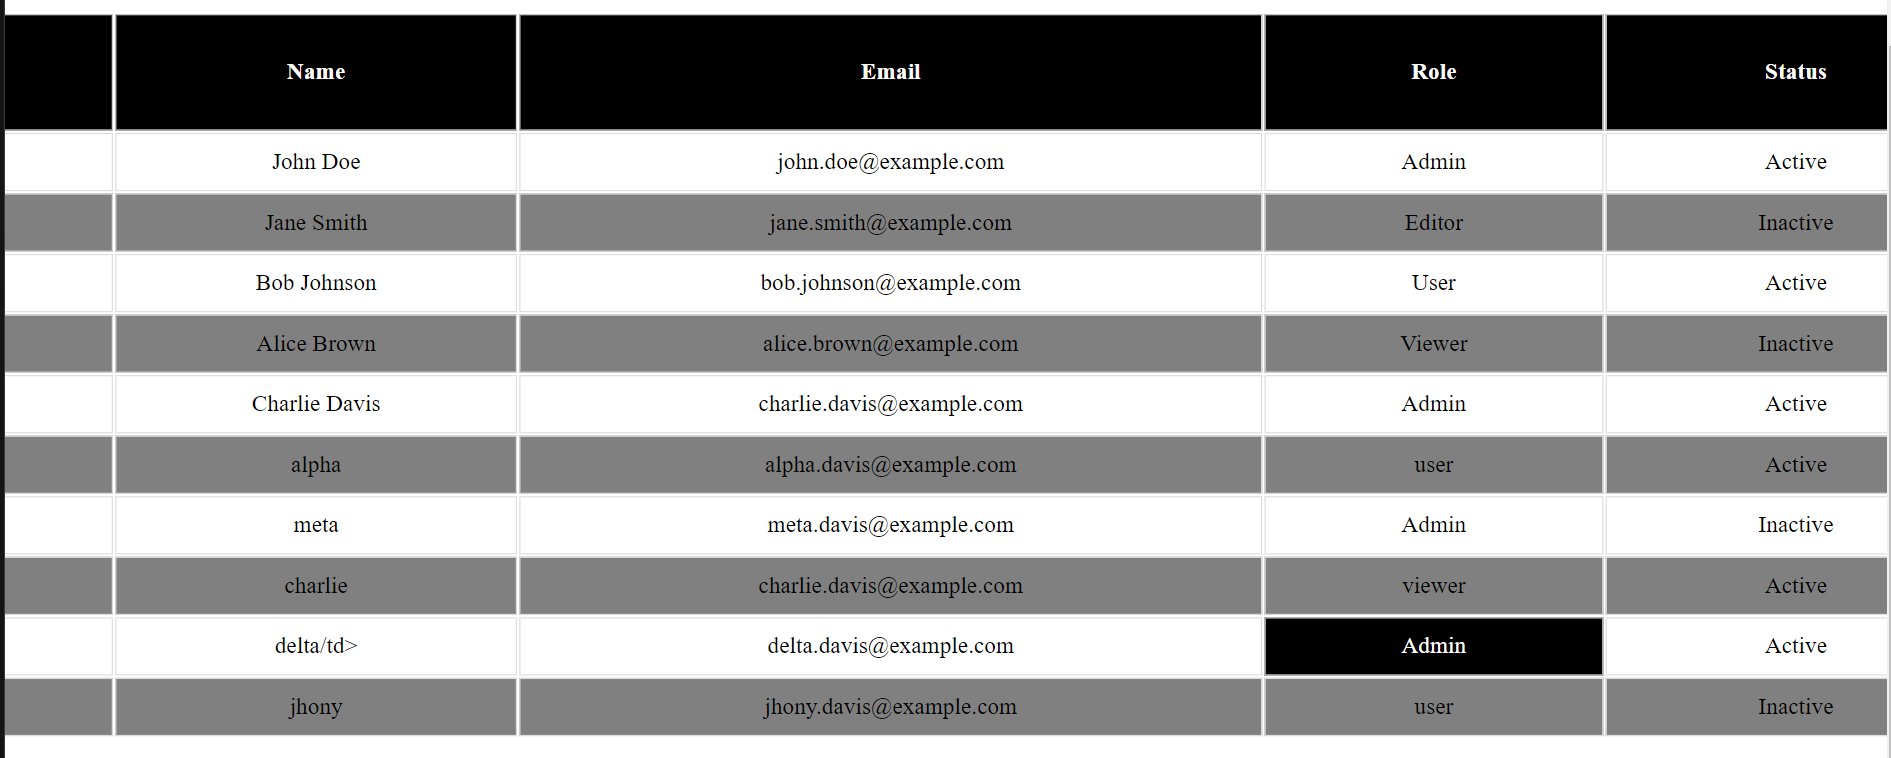 Name Email Role Status
John Doe john.doe@example.com Admin Active
Jane Smith jane.smith@example.com Editor Inactive
Bob Johnson bob.johnson@example.com User Active
Alice Brown alice.brown@example.com Viewer Inactive
Charlie Davis charlie.davis@example.com Admin Active
alpha alpha.davis@example.com user Active
meta meta.davis@example.com Admin Inactive
charlie charlie.davis@example.com viewer Active
delta/td> delta.davis@example.com Admin Active
jhony jhony.davis@example.com user Inactive